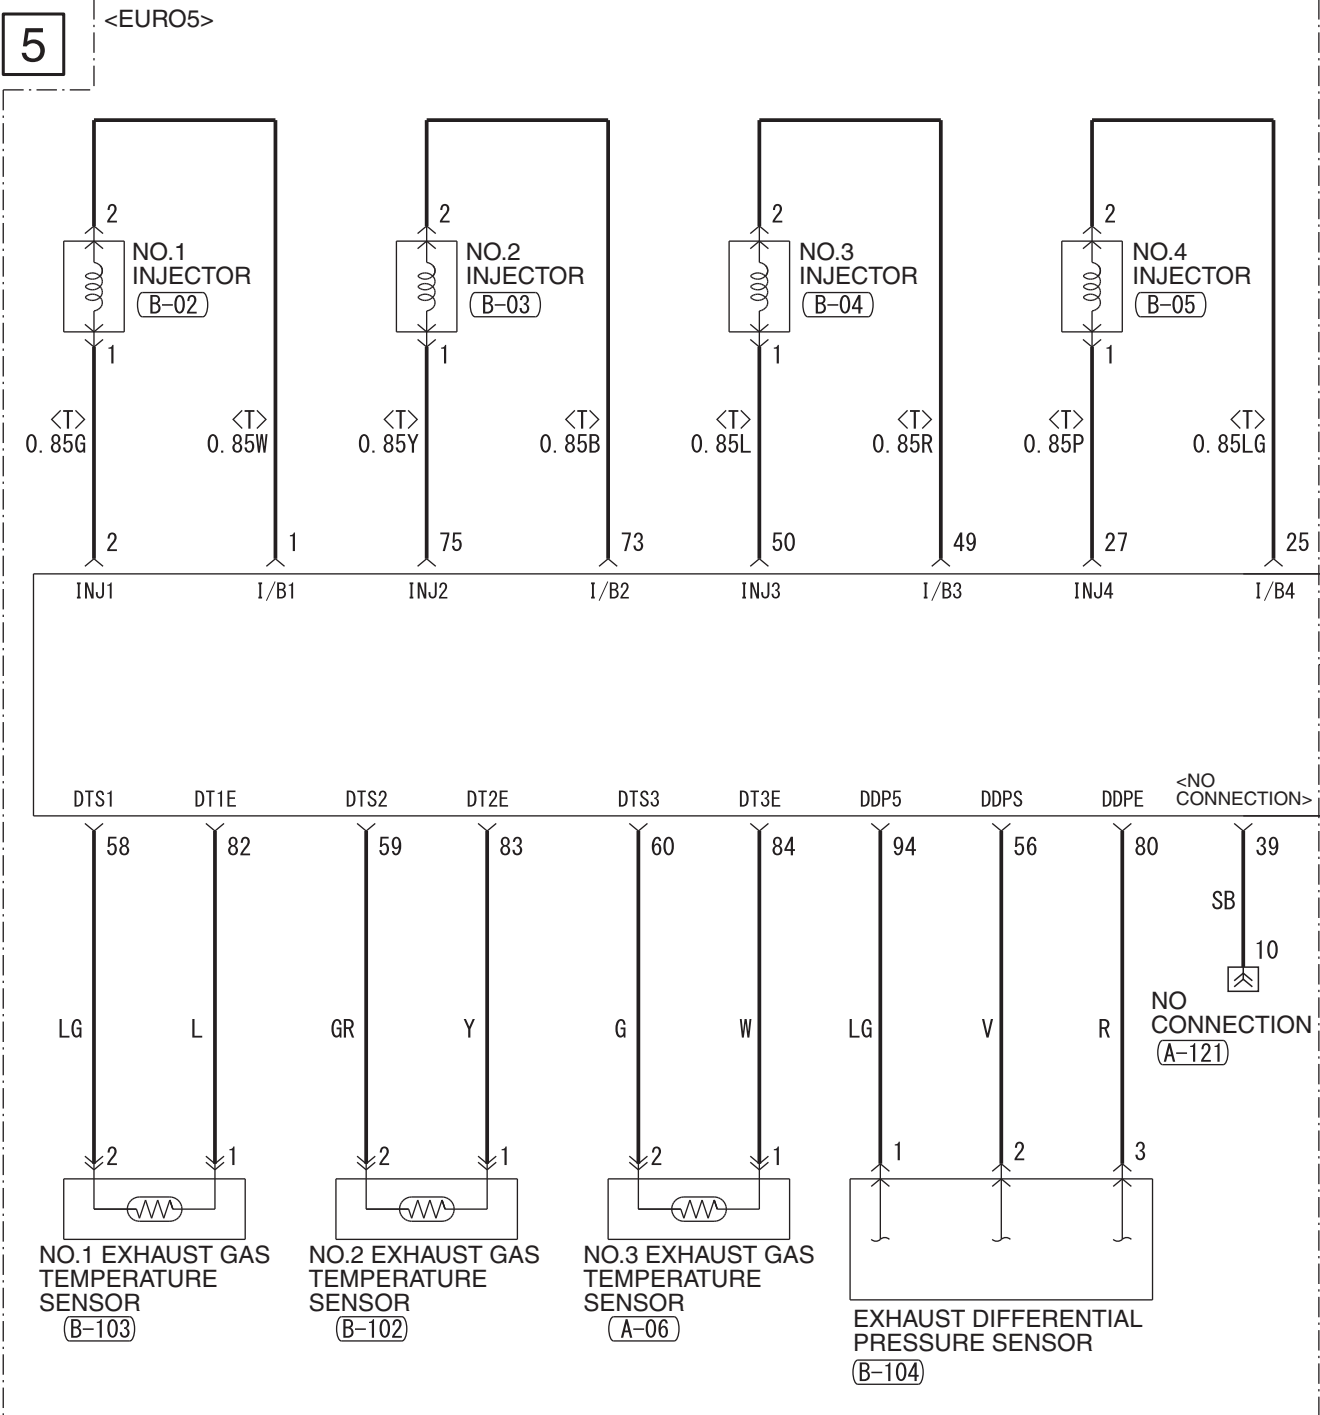 5
<EURO5>
2 2 2 2
NO.1
INJECTOR
B-02
NO.2
INJECTOR
B-03
NO.3
INJECTOR
B-04
NO.4
INJECTOR
B-05
1 1 1 1
<T> <T> <T> <T> <T> <T> <T> <T>
0.85G 0.85W 0.85Y 0.85B 0.85L 0.85R 0.85P 0.85LG
2 1 75 73 50 49 27 25
INJ1 I/B1 INJ2 I/B2 INJ3 I/B3 INJ4 I/B4
<NO
CONNECTION>
DTS1 DT1E DTS2 DT2E DTS3 DT3E DDP5 DDPS DDPE
58 82 59 83 60 84 94 56 80 39
SB
10
NO
CONNECTION
A-121
LG L GR Y G W LG V R
2 1 2 1 2 1 1 2 3
NO.1 EXHAUST GAS
TEMPERATURE
SENSOR
B-103
NO.2 EXHAUST GAS
TEMPERATURE
SENSOR
B-102
NO.3 EXHAUST GAS
TEMPERATURE
SENSOR
A-06
EXHAUST DIFFERENTIAL
PRESSURE SENSOR
B-104